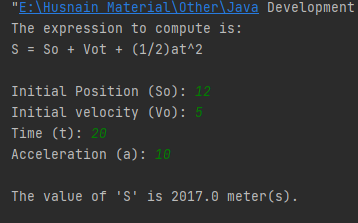 "E:\Husnain Material\Other\Java Development
The expression to compute is:
S = So + Vot + (1/2)at^2
Initial Position (So): 12
Initial velocity (Vo): 5
Time (t): 20
Acceleration (a): 10
The value of 'S' is 2017.0 meter(s).